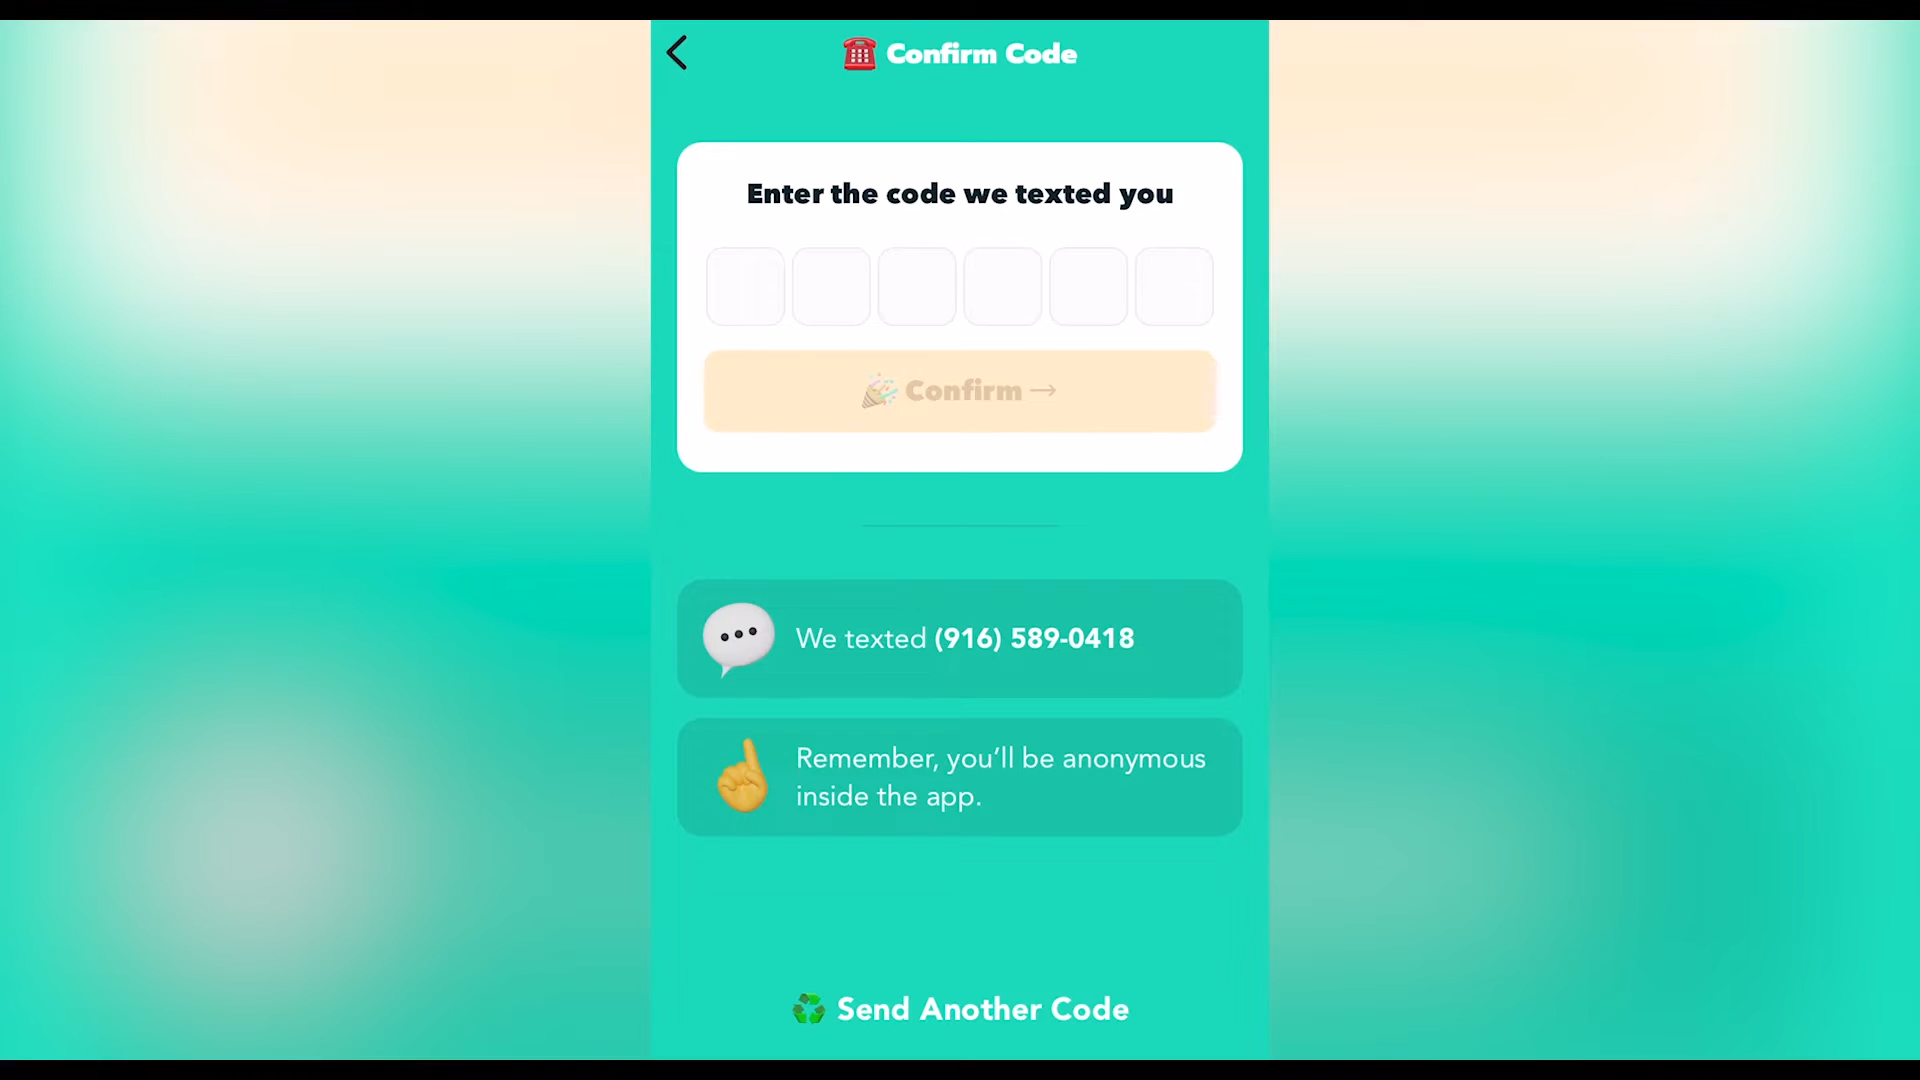 Confirm Code
Enter the code we texted you
Confirm →
We texted (916) 589-0418
Remember, you’ll be anonymous
inside the app.
Send Another Code